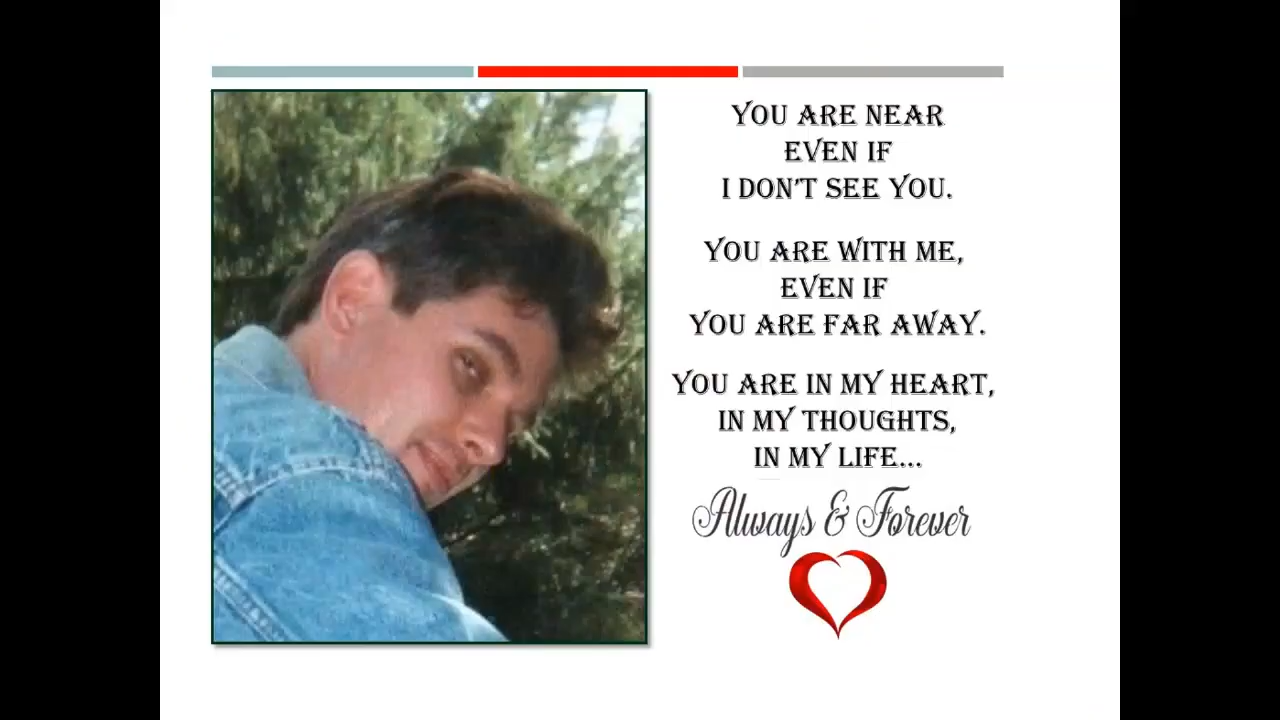 YOU ARE NEAR
EVEN IF
I DON'T SEE YOU.
YOU ARE WITH ME,
EVEN IF
YOU ARE FAR AWAY.
YOU ARE IN MY HEART,
IN MY THOUGHTS,
IN MY LIFE...
Always & Forever